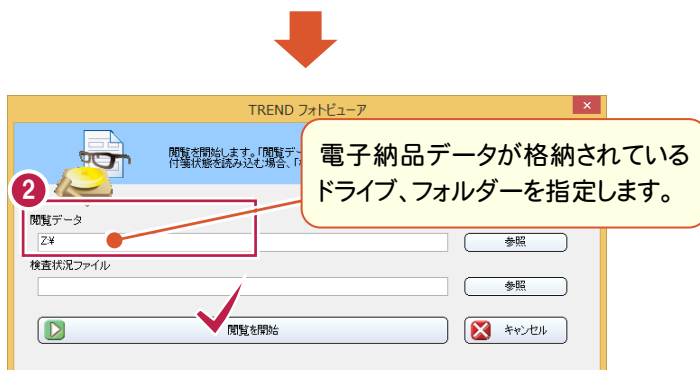 TREND フォトビューア
閲覧を開始します。「閲覧デー
付箋状態を読み込む場合、「
電子納品データが格納されている
ドライブ、フォルダーを指定します。
2
閲覧データ
Z:¥
参照
検査状況ファイル
参照
閲覧を開始
キャンセル